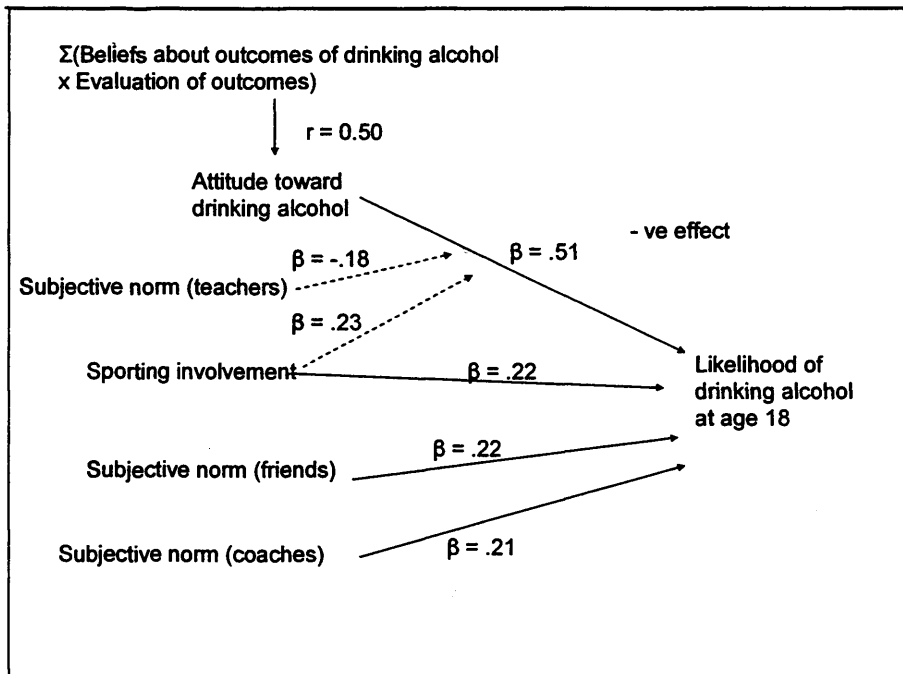 Σ(Beliefs about outcomes of drinking alcohol
x Evaluation of outcomes)
r = 0.50
Attitude toward
drinking alcohol
- ve effect
β = .51
β = -.18
Subjective norm (teachers)
β = .23
Sporting involvement
β = .22
Likelihood of
drinking alcohol
at age 18
β = .22
Subjective norm (friends)
Subjective norm (coaches)
β = .21